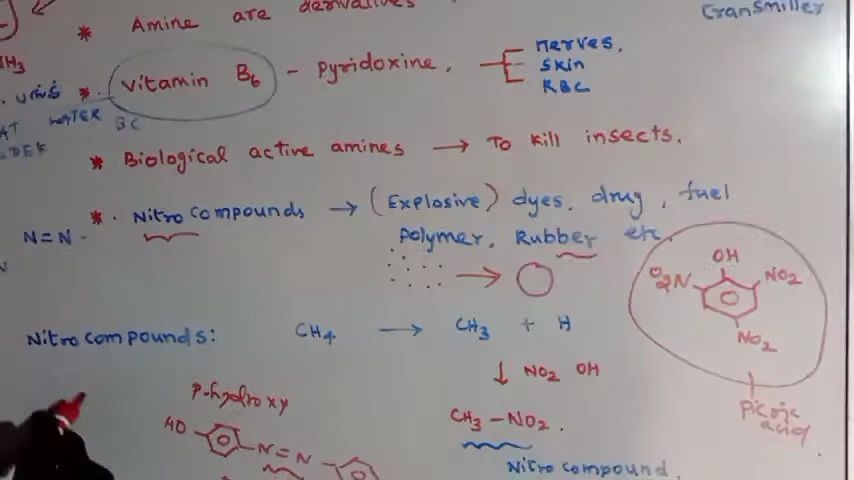 * Amine are derivatives
* vitamin B6 - pyridoxine.
nerves,
skin
RBC
* Biological active amines → To kill insects.
*. Nitro compounds → (Explosive) dyes, drug, fuel
polymer, Rubber etc.
N=N-
OH
O2N
NO2
NO2
picric
acid
Nitro compounds: CH4 → CH3 + H
↓ NO2 OH
CH3-NO2.
Nitro compound.
p-hydroxy
HO
N=N